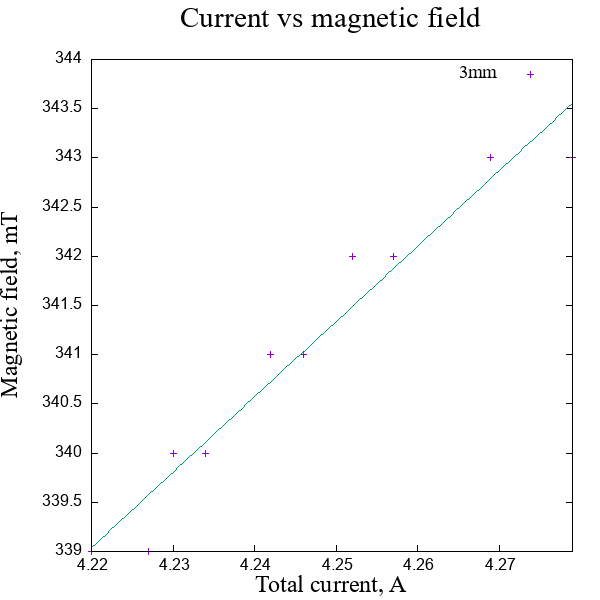 Current vs magnetic field
344
3mm
343.5
343
342.5
342
341.5
341
340.5
340
339.5
339
Magnetic field, mT
4.22 4.23 4.24 4.25 4.26 4.27
Total current, A